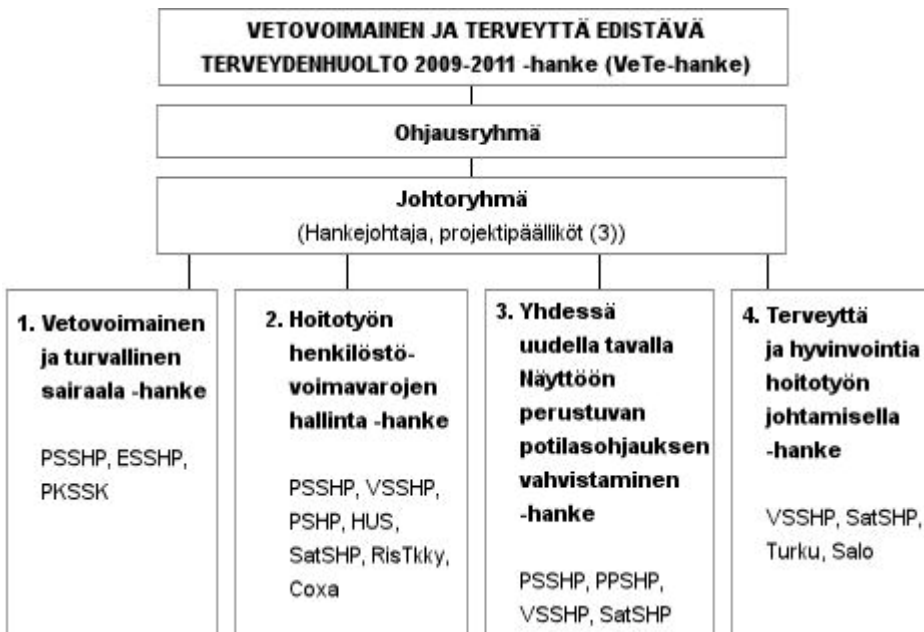 VETOVOIMAINEN JA TERVEYTTÄ EDISTÄVÄ
TERVEYDENHUOLTO 2009-2011 -hanke (VeTe-hanke)
Ohjausryhmä
Johtoryhmä
(Hankejohtaja, projektipäälliköt (3))
1. Vetovoimainen
ja turvallinen
sairaala -hanke
PSSHP, ESSHP,
PKSSK
2. Hoitotyön
henkilöstö-
voimavarojen
hallinta -hanke
PSSHP, VSSHP,
PSHP, HUS,
SatSHP, RisTkky,
Coxa
3. Yhdessä
uudella tavalla
Näyttöön
perustuvan
potilasohjauksen
vahvistaminen
-hanke
PSSHP, PPSHP,
VSSHP, SatSHP
4. Terveyttä
ja hyvinvointia
hoitotyön
johtamisella
-hanke
VSSHP, SatSHP,
Turku, Salo